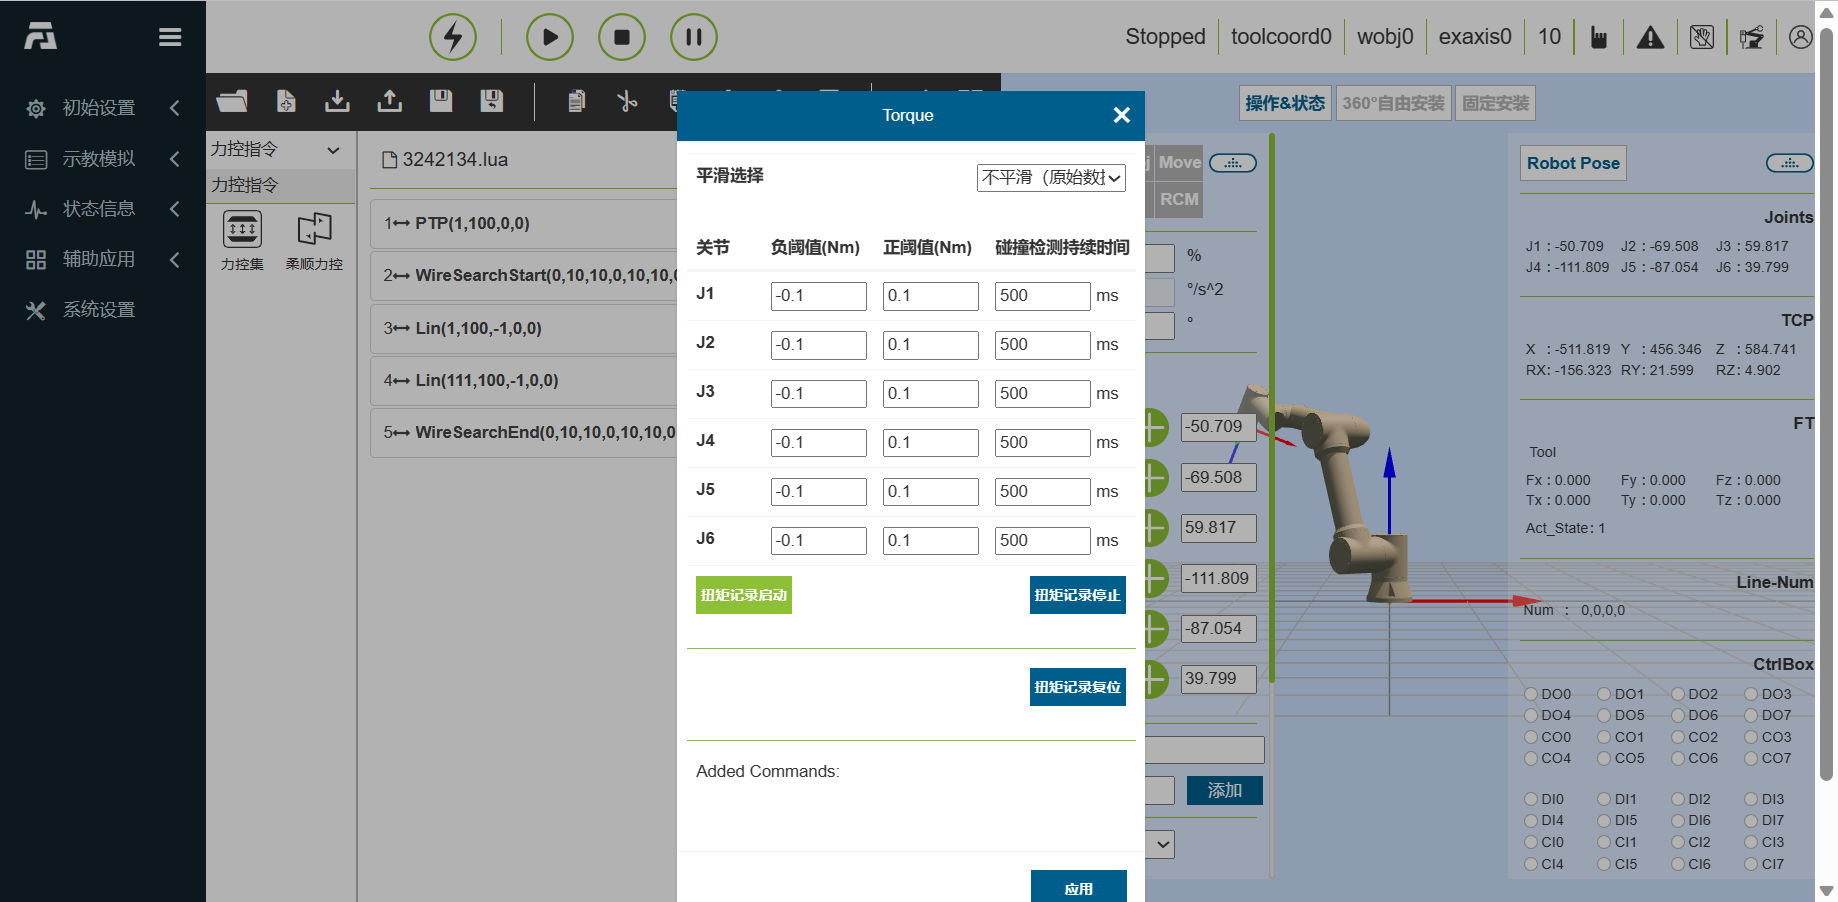 Stopped toolcoord0 wobj0 exaxis0 10
初始设置
示教模拟
状态信息
辅助应用
系统设置
力控指令
力控指令
力控集 柔顺力控
3242134.lua
1 PTP(1,100,0,0)
2 WireSearchStart(0,10,10,0,10,10,0
3 Lin(1,100,-1,0,0)
4 Lin(111,100,-1,0,0)
5 WireSearchEnd(0,10,10,0,10,10,0
Torque
平滑选择 不平滑（原始数据
关节 负阈值(Nm) 正阈值(Nm) 碰撞检测持续时间
J1 -0.1 0.1 500 ms
J2 -0.1 0.1 500 ms
J3 -0.1 0.1 500 ms
J4 -0.1 0.1 500 ms
J5 -0.1 0.1 500 ms
J6 -0.1 0.1 500 ms
扭矩记录启动 扭矩记录停止
扭矩记录复位
Added Commands:
应用
操作&状态 360°自由安装 固定安装
Move
RCM
%
°/s^2
°
-50.709
-69.508
59.817
-111.809
-87.054
39.799
添加
Robot Pose
Joints
J1 : -50.709 J2 : -69.508 J3 : 59.817
J4 : -111.809 J5 : -87.054 J6 : 39.799
TCP
X : -511.819 Y : 456.346 Z : 584.741
RX: -156.323 RY: 21.599 RZ: 4.902
FT
Tool
Fx : 0.000 Fy : 0.000 Fz : 0.000
Tx : 0.000 Ty : 0.000 Tz : 0.000
Act_State: 1
Line-Num
Num : 0,0,0,0
CtrlBox
DO0 DO1 DO2 DO3
DO4 DO5 DO6 DO7
CO0 CO1 CO2 CO3
CO4 CO5 CO6 CO7
DI0 DI1 DI2 DI3
DI4 DI5 DI6 DI7
CI0 CI1 CI2 CI3
CI4 CI5 CI6 CI7